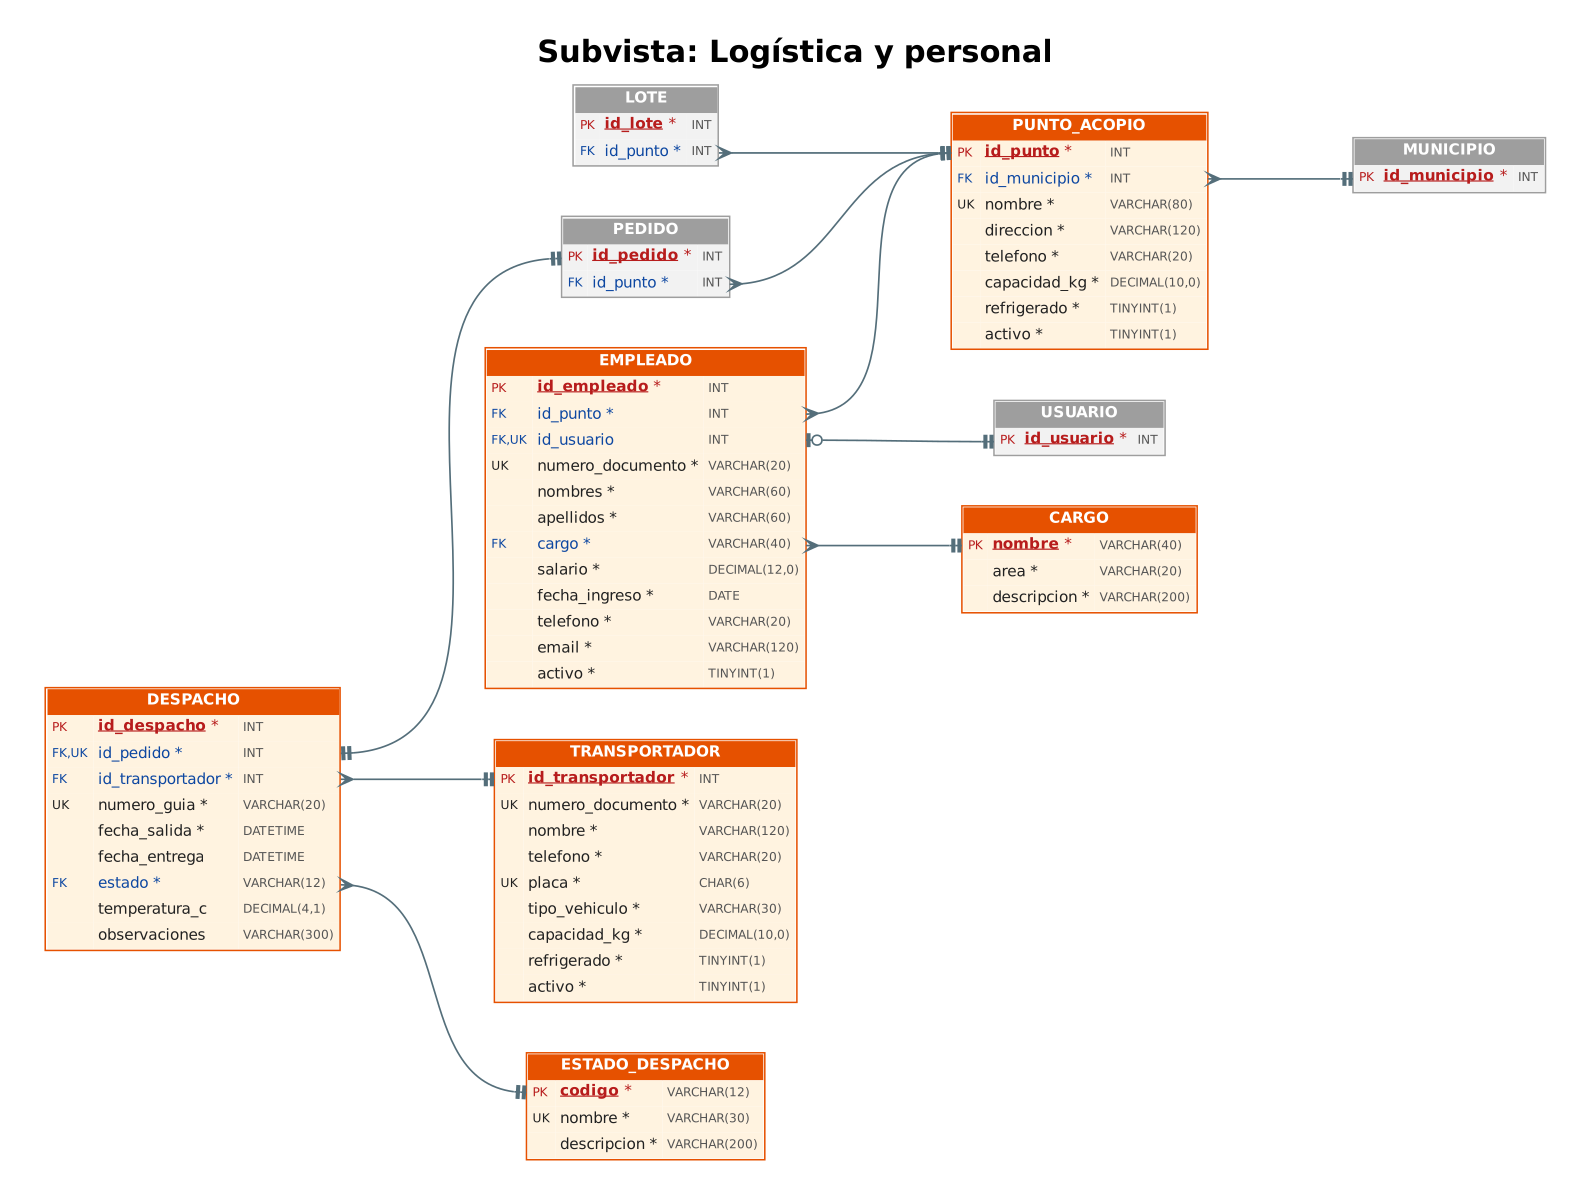 Subvista: Logística y personal
LOTE
PK id_lote * INT
FK id_punto * INT
PUNTO_ACOPIO
PK id_punto * INT
FK id_municipio * INT
UK nombre * VARCHAR(80)
direccion * VARCHAR(120)
telefono * VARCHAR(20)
capacidad_kg * DECIMAL(10,0)
refrigerado * TINYINT(1)
activo * TINYINT(1)
MUNICIPIO
PK id_municipio * INT
PEDIDO
PK id_pedido * INT
FK id_punto * INT
EMPLEADO
PK id_empleado * INT
FK id_punto * INT
FK,UK id_usuario INT
UK numero_documento * VARCHAR(20)
nombres * VARCHAR(60)
apellidos * VARCHAR(60)
FK cargo * VARCHAR(40)
salario * DECIMAL(12,0)
fecha_ingreso * DATE
telefono * VARCHAR(20)
email * VARCHAR(120)
activo * TINYINT(1)
USUARIO
PK id_usuario * INT
CARGO
PK nombre * VARCHAR(40)
area * VARCHAR(20)
descripcion * VARCHAR(200)
DESPACHO
PK id_despacho * INT
FK,UK id_pedido * INT
FK id_transportador * INT
UK numero_guia * VARCHAR(20)
fecha_salida * DATETIME
fecha_entrega DATETIME
FK estado * VARCHAR(12)
temperatura_c DECIMAL(4,1)
observaciones VARCHAR(300)
TRANSPORTADOR
PK id_transportador * INT
UK numero_documento * VARCHAR(20)
nombre * VARCHAR(120)
telefono * VARCHAR(20)
UK placa * CHAR(6)
tipo_vehiculo * VARCHAR(30)
capacidad_kg * DECIMAL(10,0)
refrigerado * TINYINT(1)
activo * TINYINT(1)
ESTADO_DESPACHO
PK codigo * VARCHAR(12)
UK nombre * VARCHAR(30)
descripcion * VARCHAR(200)